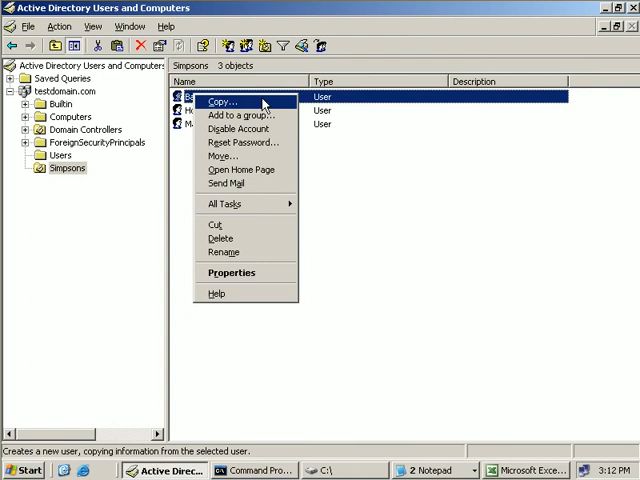 Active Directory Users and Computers
File Action View Window Help
Active Directory Users and Computers
Saved Queries
testdomain.com
Builtin
Computers
Domain Controllers
ForeignSecurityPrincipals
Users
Simpsons
Simpsons 3 objects
Name Type Description
User
User
User
Copy...
Add to a group...
Disable Account
Reset Password...
Move...
Open Home Page
Send Mail
All Tasks
Cut
Delete
Rename
Properties
Help
Creates a new user, copying information from the selected user.
Start Active Direc... Command Pro... C:\ 2 Notepad Microsoft Exce... 3:12 PM